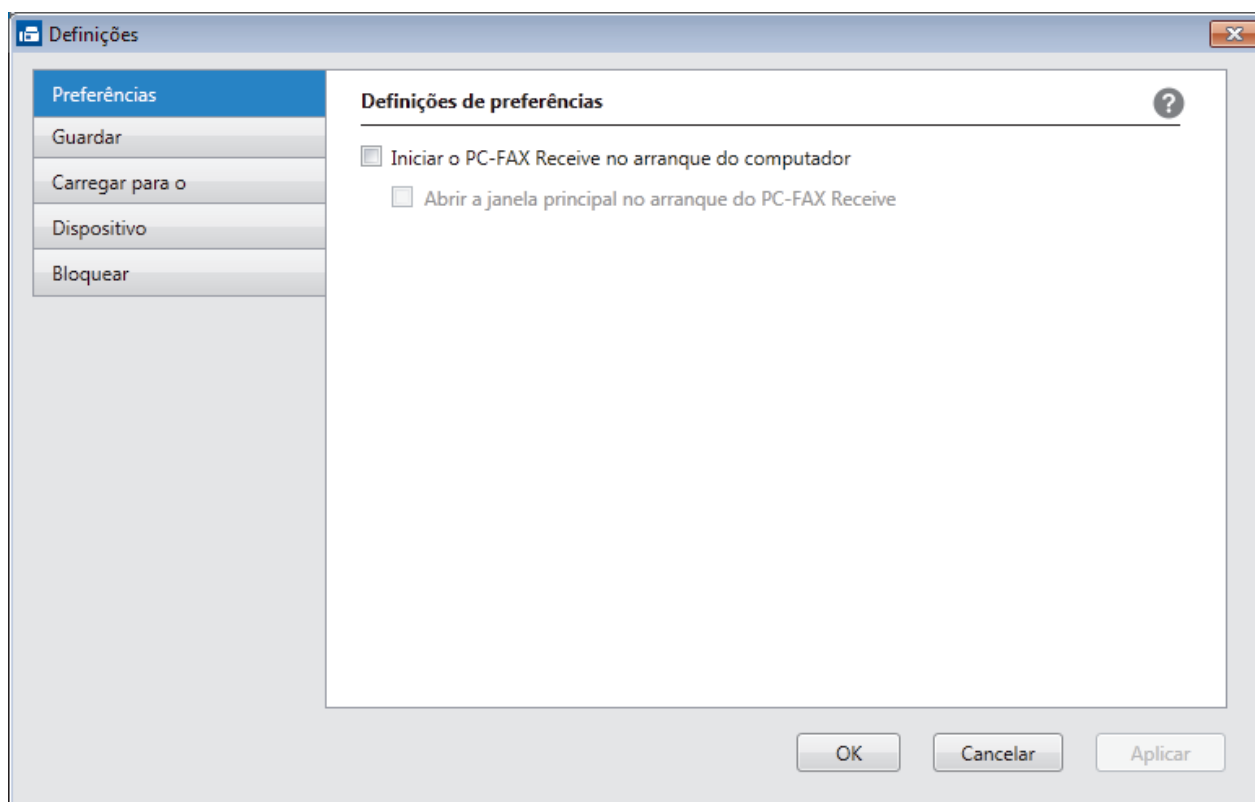 Definições
Preferências
Guardar
Carregar para o
Dispositivo
Bloquear
Definições de preferências
?
Iniciar o PC-FAX Receive no arranque do computador
Abrir a janela principal no arranque do PC-FAX Receive
OK
Cancelar
Aplicar